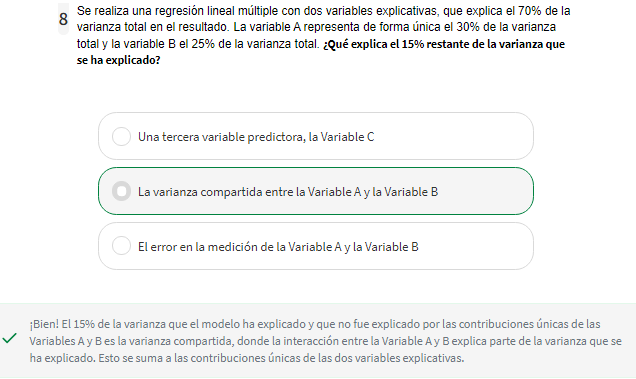 8
Se realiza una regresión lineal múltiple con dos variables explicativas, que explica el 70% de la
varianza total en el resultado. La variable A representa de forma única el 30% de la varianza
total y la variable B el 25% de la varianza total. ¿Qué explica el 15% restante de la varianza que
se ha explicado?
Una tercera variable predictora, la Variable C
La varianza compartida entre la Variable A y la Variable B
El error en la medición de la Variable A y la Variable B
¡Bien! El 15% de la varianza que el modelo ha explicado y que no fue explicado por las contribuciones únicas de las
Variables A y B es la varianza compartida, donde la interacción entre la Variable A y B explica parte de la varianza que se
ha explicado. Esto se suma a las contribuciones únicas de las dos variables explicativas.